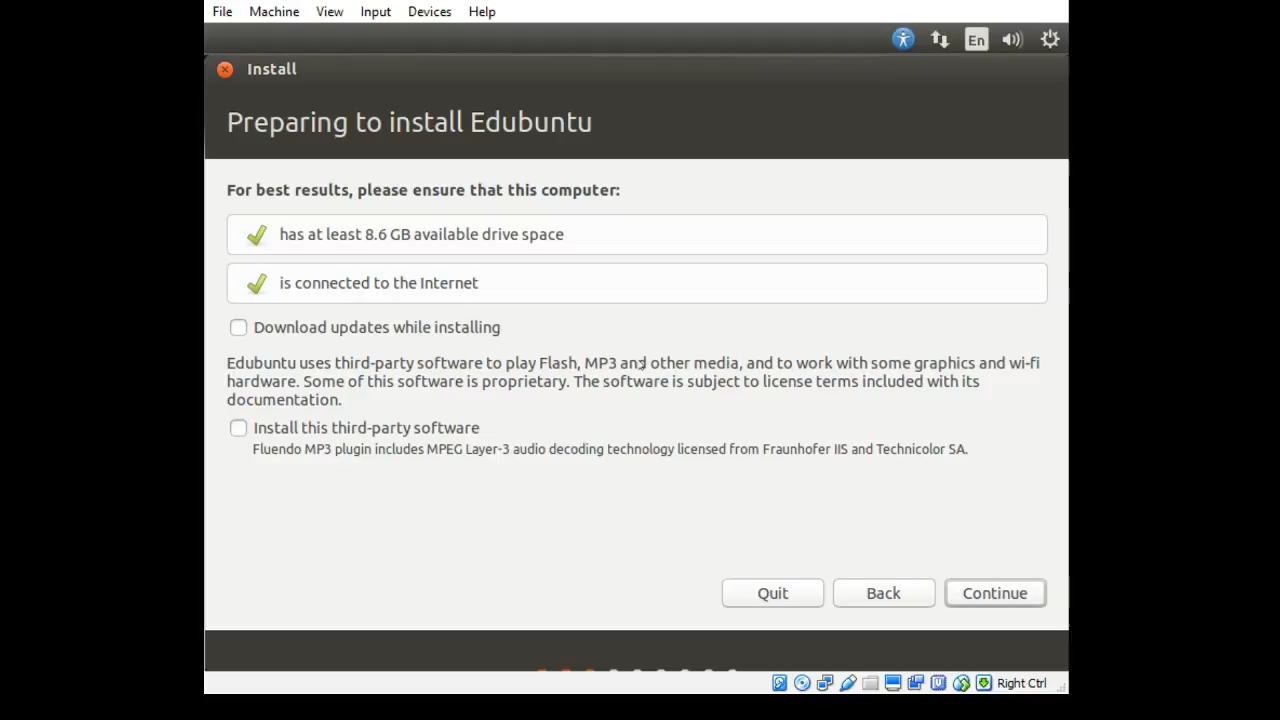 File Machine View Input Devices Help
En
Install
Preparing to install Edubuntu
For best results, please ensure that this computer:
has at least 8.6 GB available drive space
is connected to the Internet
Download updates while installing
Edubuntu uses third-party software to play Flash, MP3 and other media, and to work with some graphics and wi-fi
hardware. Some of this software is proprietary. The software is subject to license terms included with its
documentation.
Install this third-party software
Fluendo MP3 plugin includes MPEG Layer-3 audio decoding technology licensed from Fraunhofer IIS and Technicolor SA.
Quit Back Continue
Right Ctrl